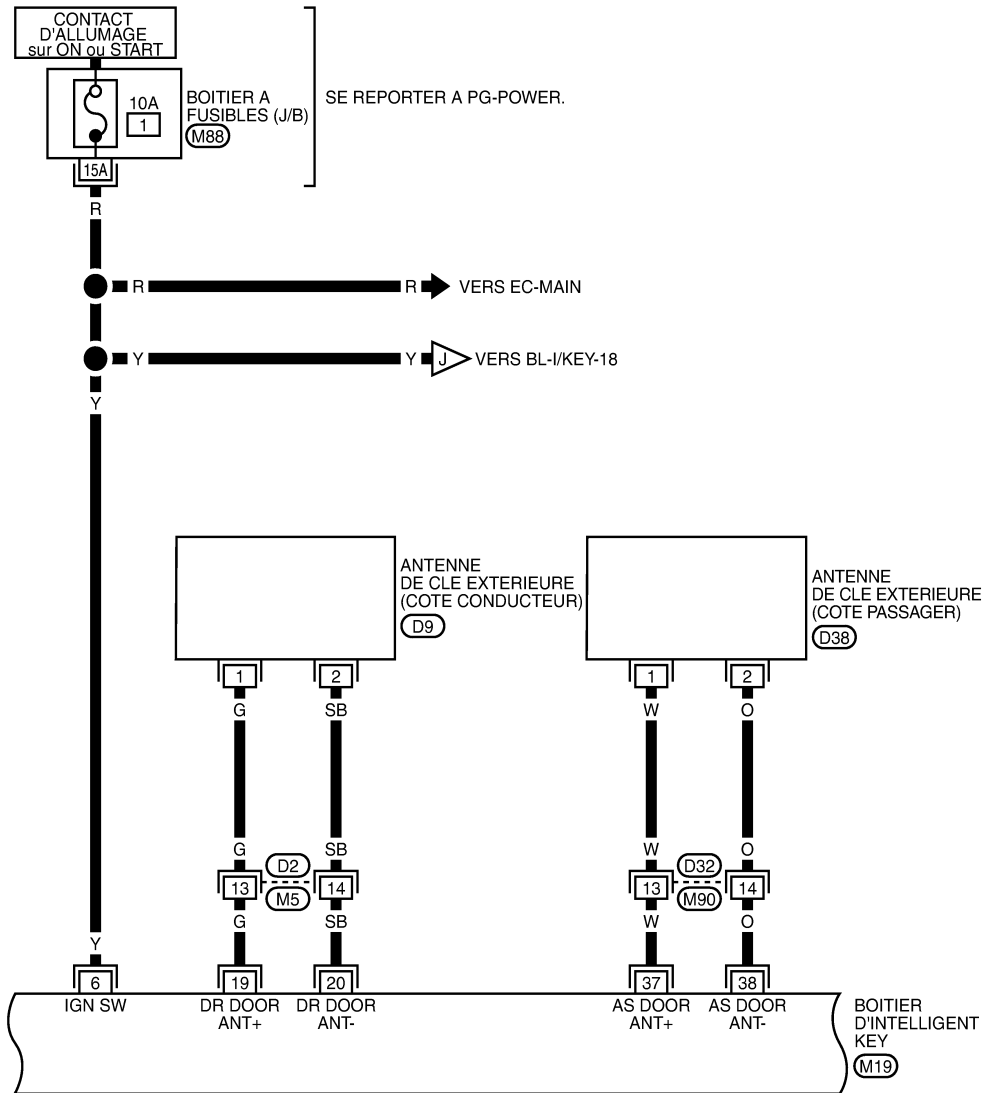 CONTACT
D'ALLUMAGE
sur ON ou START
10A
1
BOITIER A
FUSIBLES (J/B)
M88
SE REPORTER A PG-POWER.
15A
R
R
R
VERS EC-MAIN
Y
Y
J
VERS BL-I/KEY-18
Y
ANTENNE
DE CLE EXTERIEURE
(COTE CONDUCTEUR)
D9
ANTENNE
DE CLE EXTERIEURE
(COTE PASSAGER)
D38
1
2
1
2
G
SB
W
O
G
SB
W
O
D2
D32
13
14
13
14
M5
M90
G
SB
W
O
Y
6
19
20
37
38
IGN SW
DR DOOR
ANT+
DR DOOR
ANT-
AS DOOR
ANT+
AS DOOR
ANT-
BOITIER
D'INTELLIGENT
KEY
M19